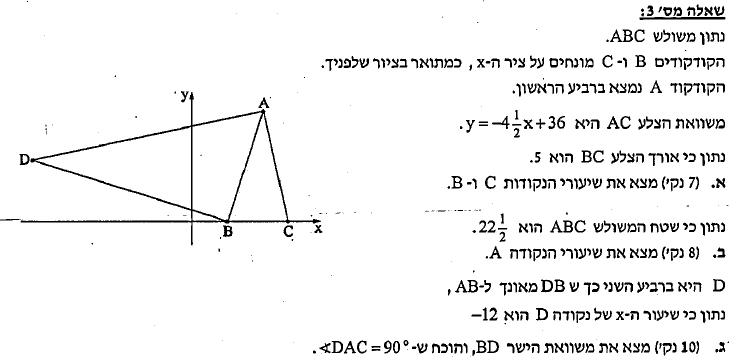 שאלה מס' 3:
נתון משולש ABC.
הקודקודים B ו- C מונחים על ציר ה-x , כמתואר בציור שלפניך.
הקודקוד A נמצא ברביע הראשון.
משוואת הצלע AC היא y = -4 1/2 x + 36.
נתון כי אורך הצלע BC הוא 5.
א. (7 נק') מצא את שיעורי הנקודות C ו-B.
נתון כי שטח המשולש ABC הוא 22 1/2.
ב. (8 נק') מצא את שיעורי הנקודה A.
D היא ברביע השני כך ש DB מאונך ל-AB,
נתון כי שיעור ה-x של נקודה D הוא -12
ג. (10 נק') מצא את משוואת הישר BD, והוכח ש- ∢DAC = 90°.
y
A
D
B
C
x